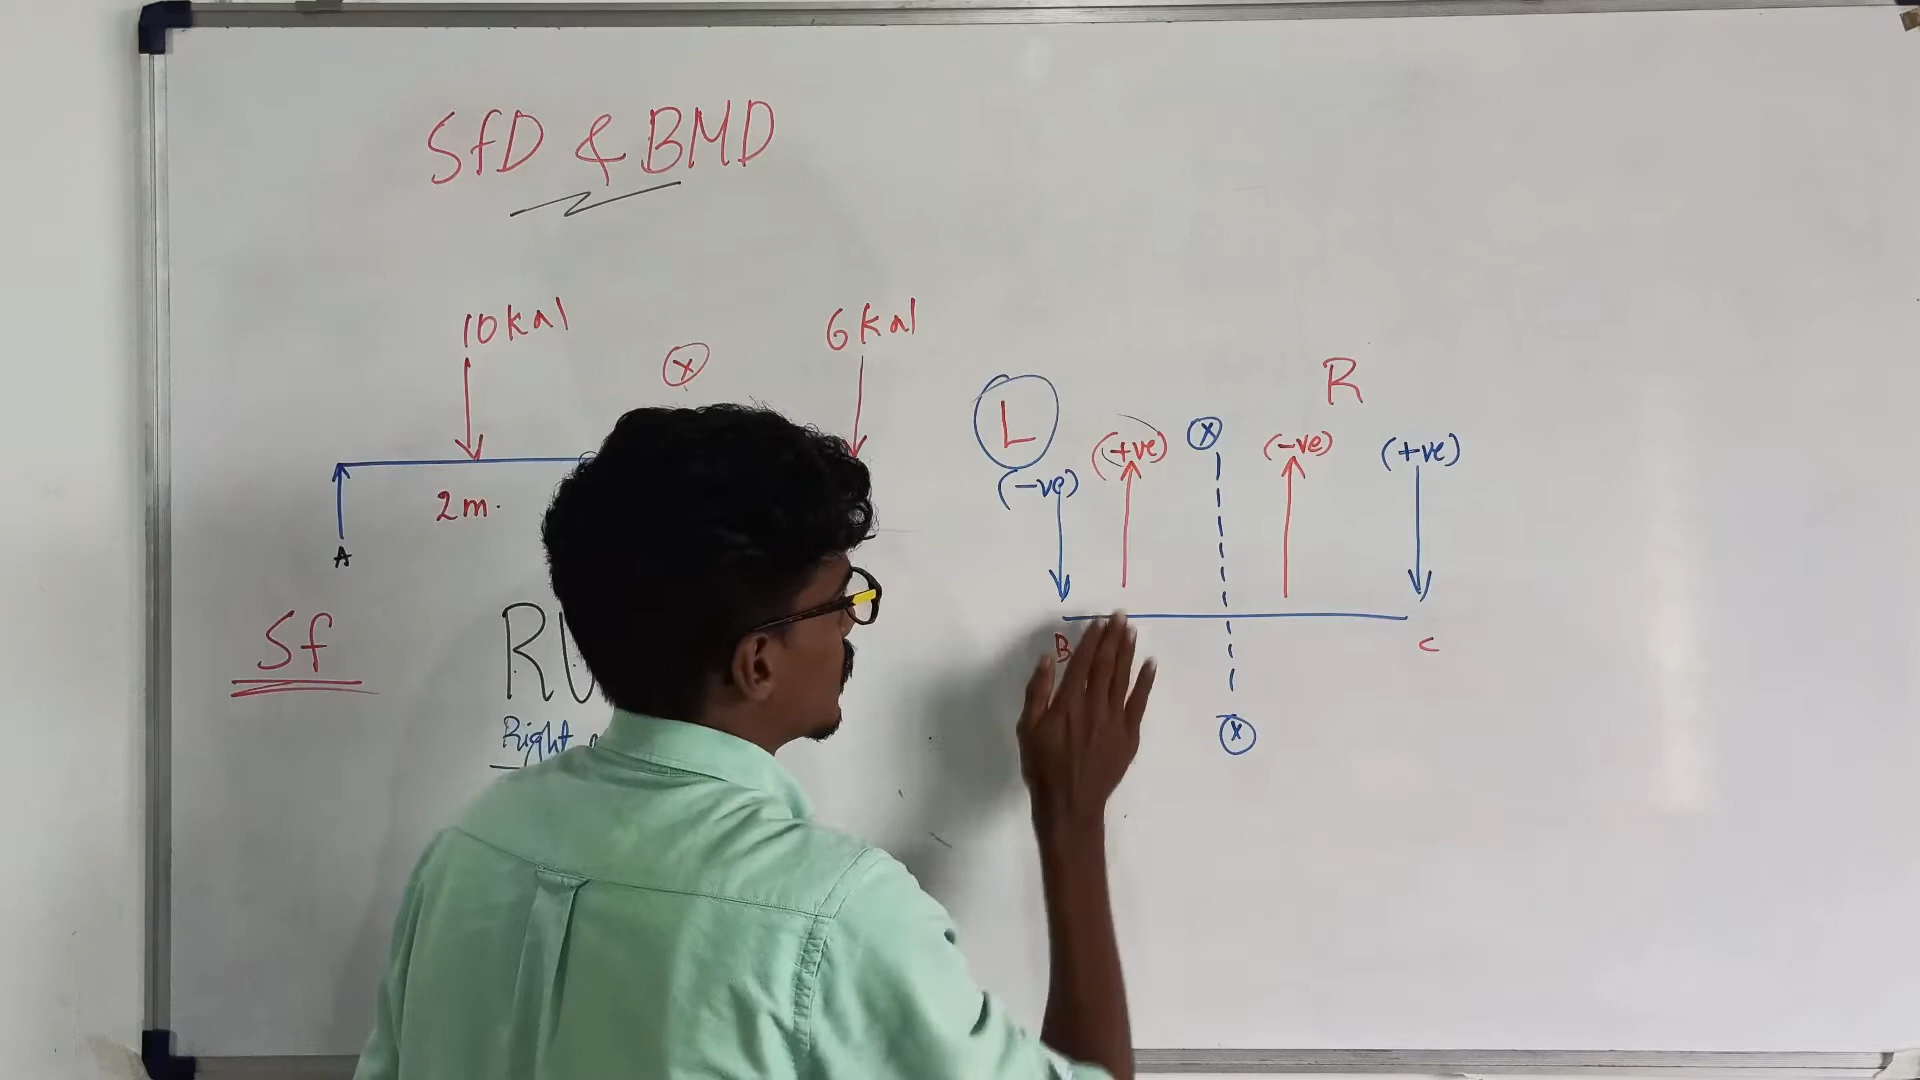 SfD & BMD
10kN
6kN
X
2m.
A
Sf
Right
L
R
(-ve)
(+ve)
X
(-ve)
(+ve)
B
C
X